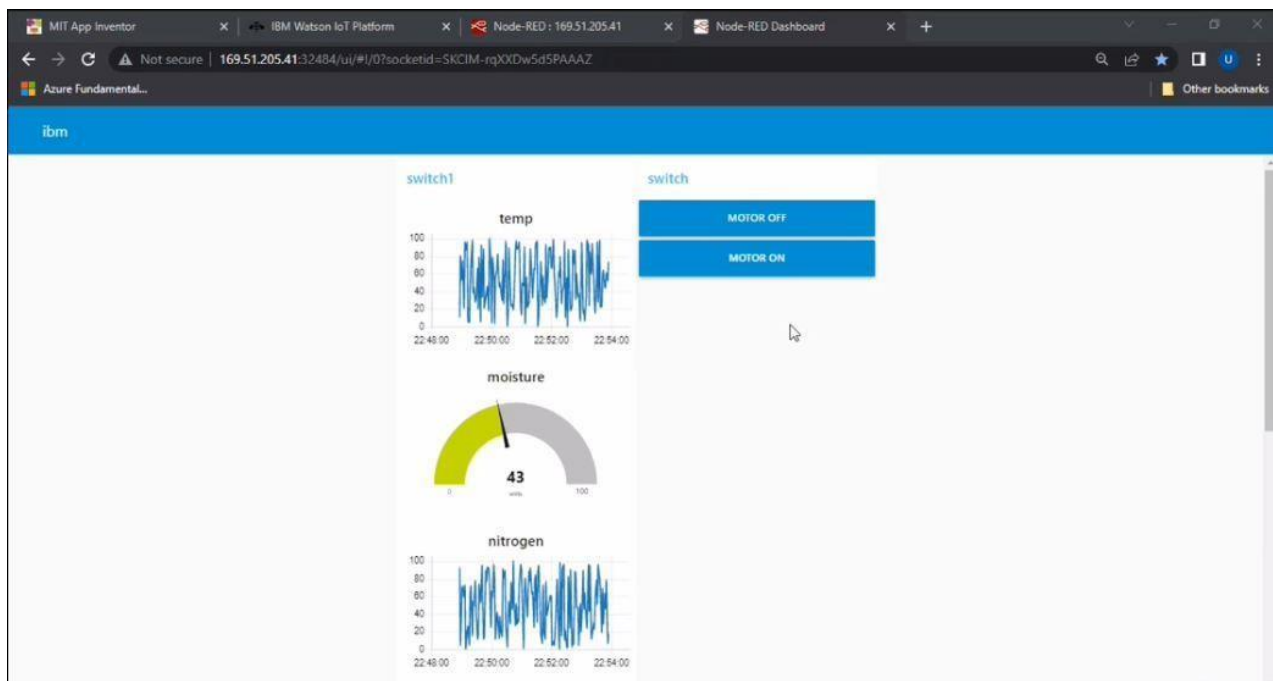 MIT App Inventor
IBM Watson IoT Platform
Node-RED : 169.51.205.41
Node-RED Dashboard
Not secure | 169.51.205.41:32484/ui/#!/0?socketid=SKCIM-rqXXDw5d5PAAAZ
U
Azure Fundamental...
Other bookmarks
ibm
switch1
temp
100
80
60
40
20
0
22:48:00 22:50:00 22:52:00 22:54:00
moisture
43
units
0 100
nitrogen
100
80
60
40
20
0
22:48:00 22:50:00 22:52:00 22:54:00
switch
MOTOR OFF
MOTOR ON